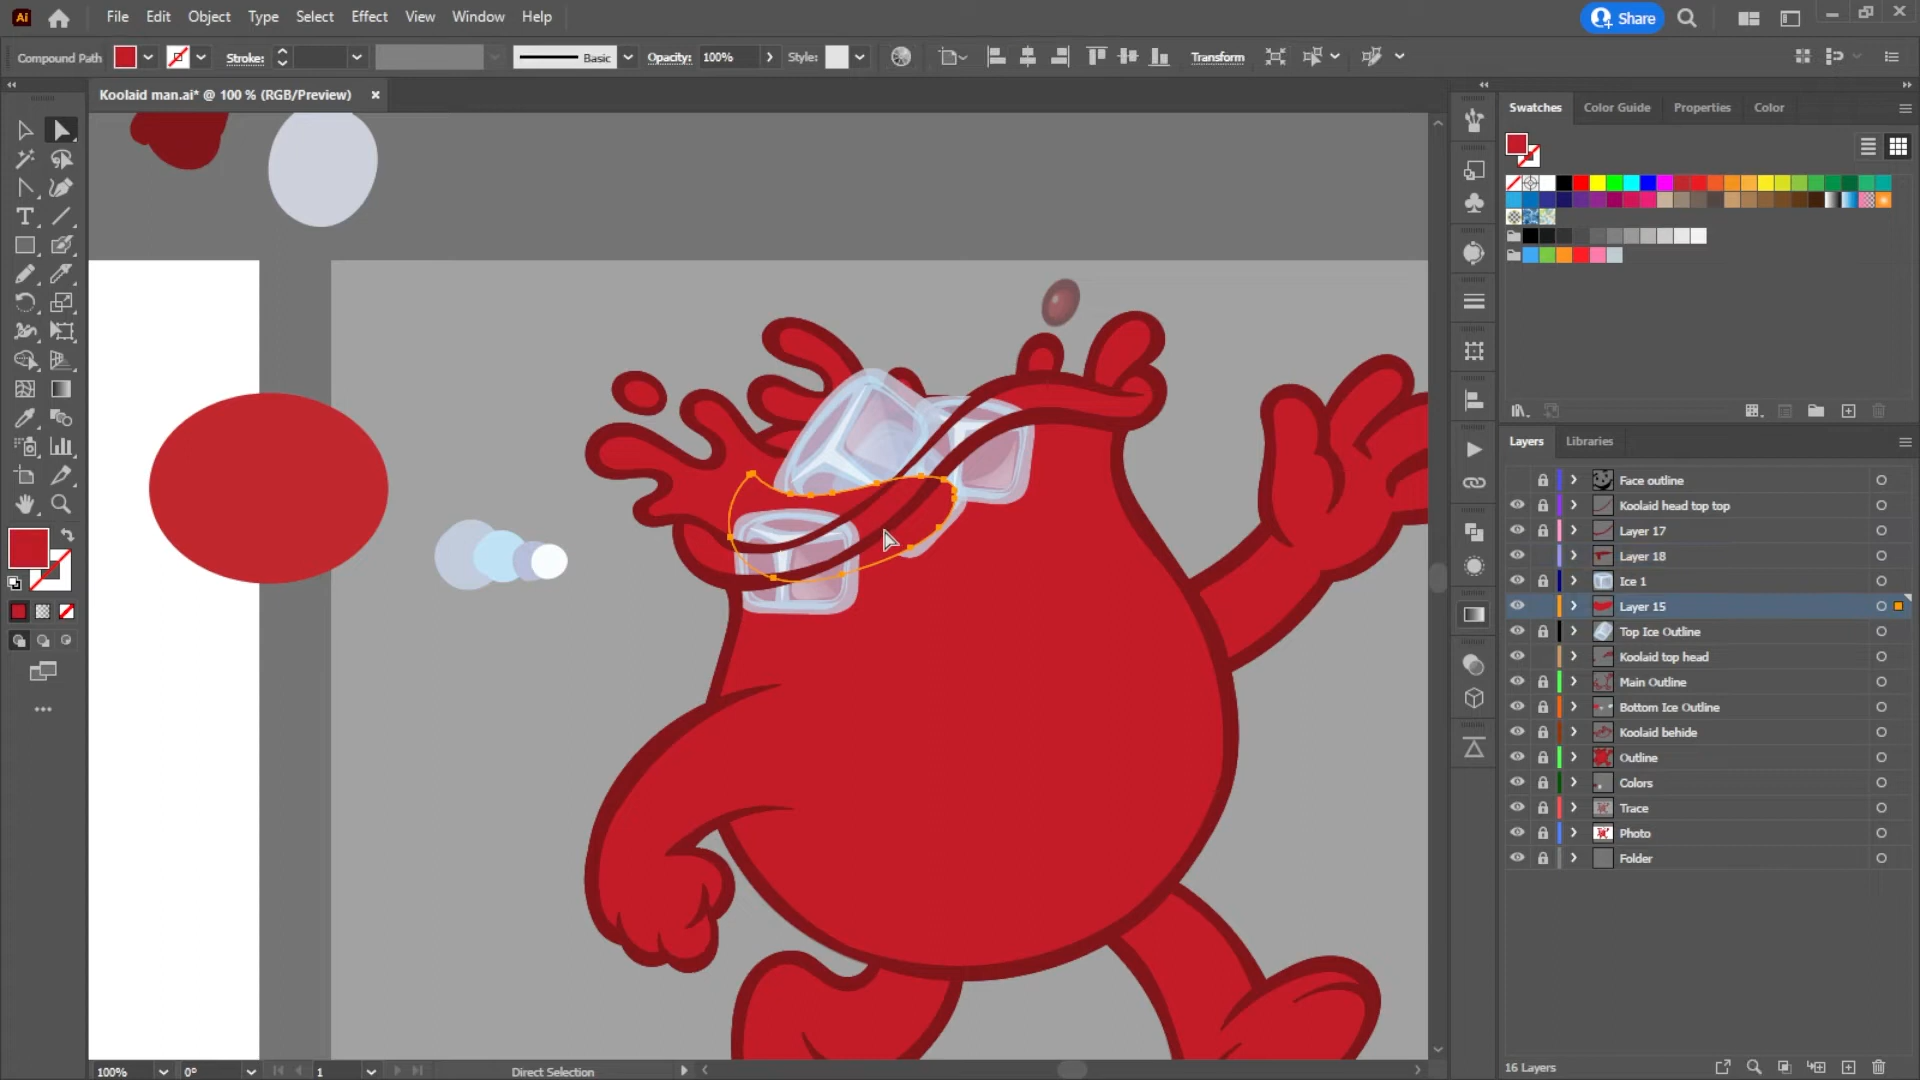 Ai File Edit Object Type Select Effect View Window Help Share
Compound Path Stroke: Basic Opacity: 100% Style: Transform
Koolaid man.ai* @ 100 % (RGB/Preview)
Swatches Color Guide Properties Color
Layers Libraries
Face outline
Koolaid head top top
Layer 17
Layer 18
Ice 1
Layer 15
Top Ice Outline
Koolaid top head
Main Outline
Bottom Ice Outline
Koolaid behide
Outline
Colors
Trace
Photo
Folder
100% 0° 1 Direct Selection 16 Layers